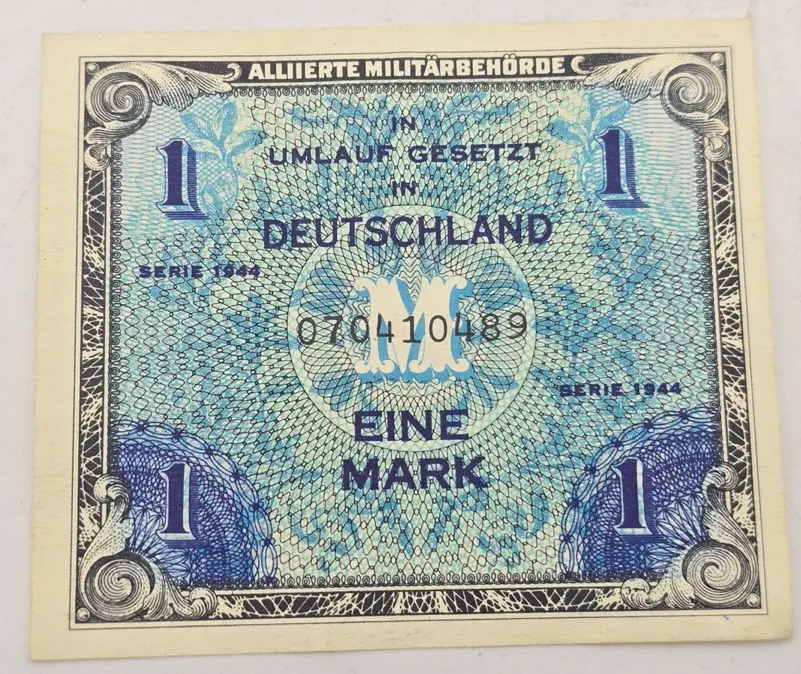 ALLIIERTE MILITÄRBEHÖRDE
1 1
IN
UMLAUF GESETZT
IN
DEUTSCHLAND
SERIE 1944
M
070410489
SERIE 1944
EINE
MARK
1 1